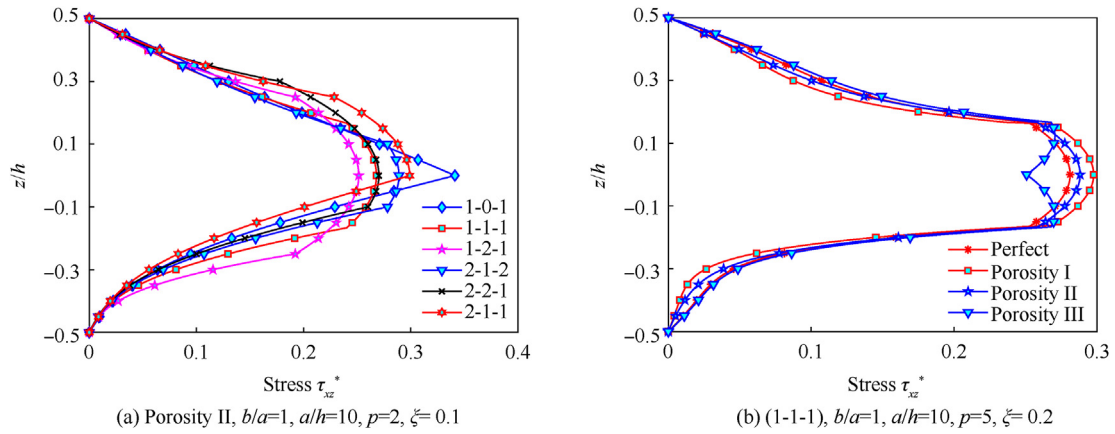 0.5
0.3
0.1
−0.1
−0.3
−0.5
z/h
0
0.1
0.2
0.3
0.4
Stress τxz*
1-0-1
1-1-1
1-2-1
2-1-2
2-2-1
2-1-1
(a) Porosity II, b/a=1, a/h=10, p=2, ξ= 0.1
0.5
0.3
0.1
−0.1
−0.3
−0.5
z/h
0
0.1
0.2
0.3
Stress τxz*
Perfect
Porosity I
Porosity II
Porosity III
(b) (1-1-1), b/a=1, a/h=10, p=5, ξ= 0.2